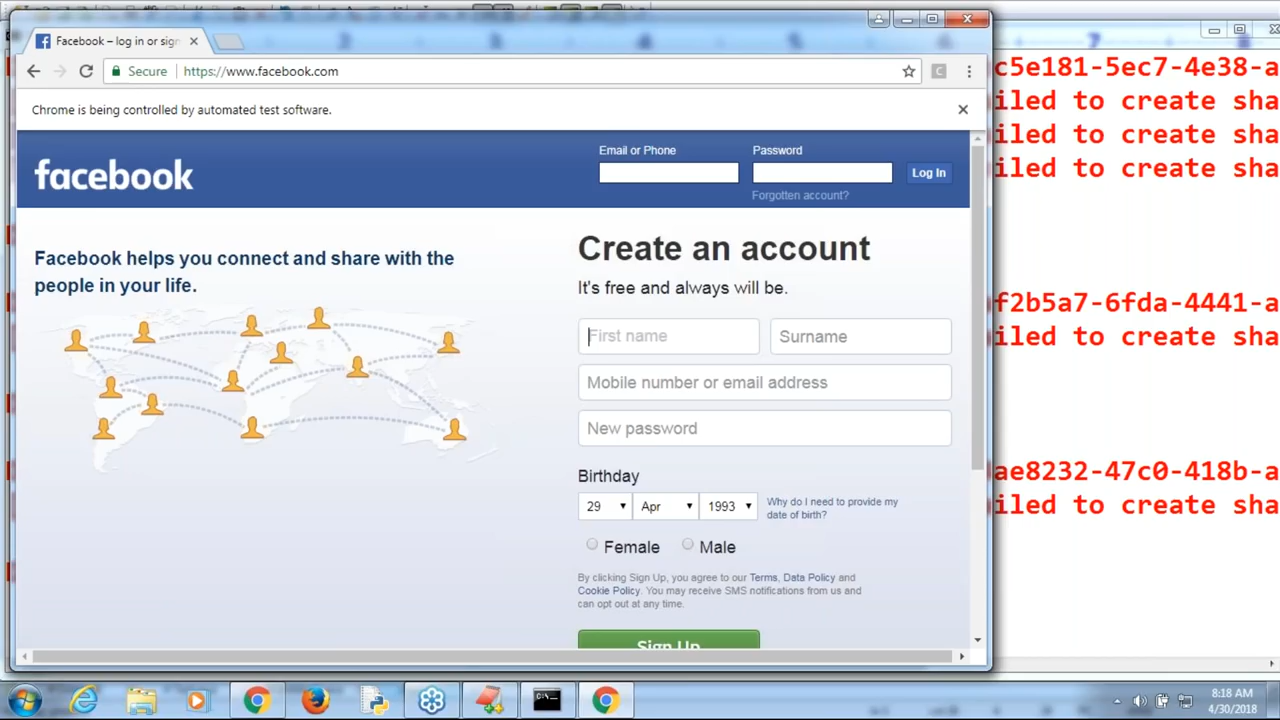 Facebook – log in or sign
Secure https://www.facebook.com
Chrome is being controlled by automated test software.
facebook
Email or Phone
Password
Log In
Forgotten account?
Facebook helps you connect and share with the
people in your life.
Create an account
It's free and always will be.
First name
Surname
Mobile number or email address
New password
Birthday
29 Apr 1993
Why do I need to provide my
date of birth?
Female
Male
By clicking Sign Up, you agree to our Terms, Data Policy and
Cookie Policy. You may receive SMS notifications from us and
can opt out at any time.
Sign Up
c5e181-5ec7-4e38-a
iled to create sha
iled to create sha
iled to create sha
f2b5a7-6fda-4441-a
iled to create sha
ae8232-47c0-418b-a
iled to create sha
8:18 AM
4/30/2018